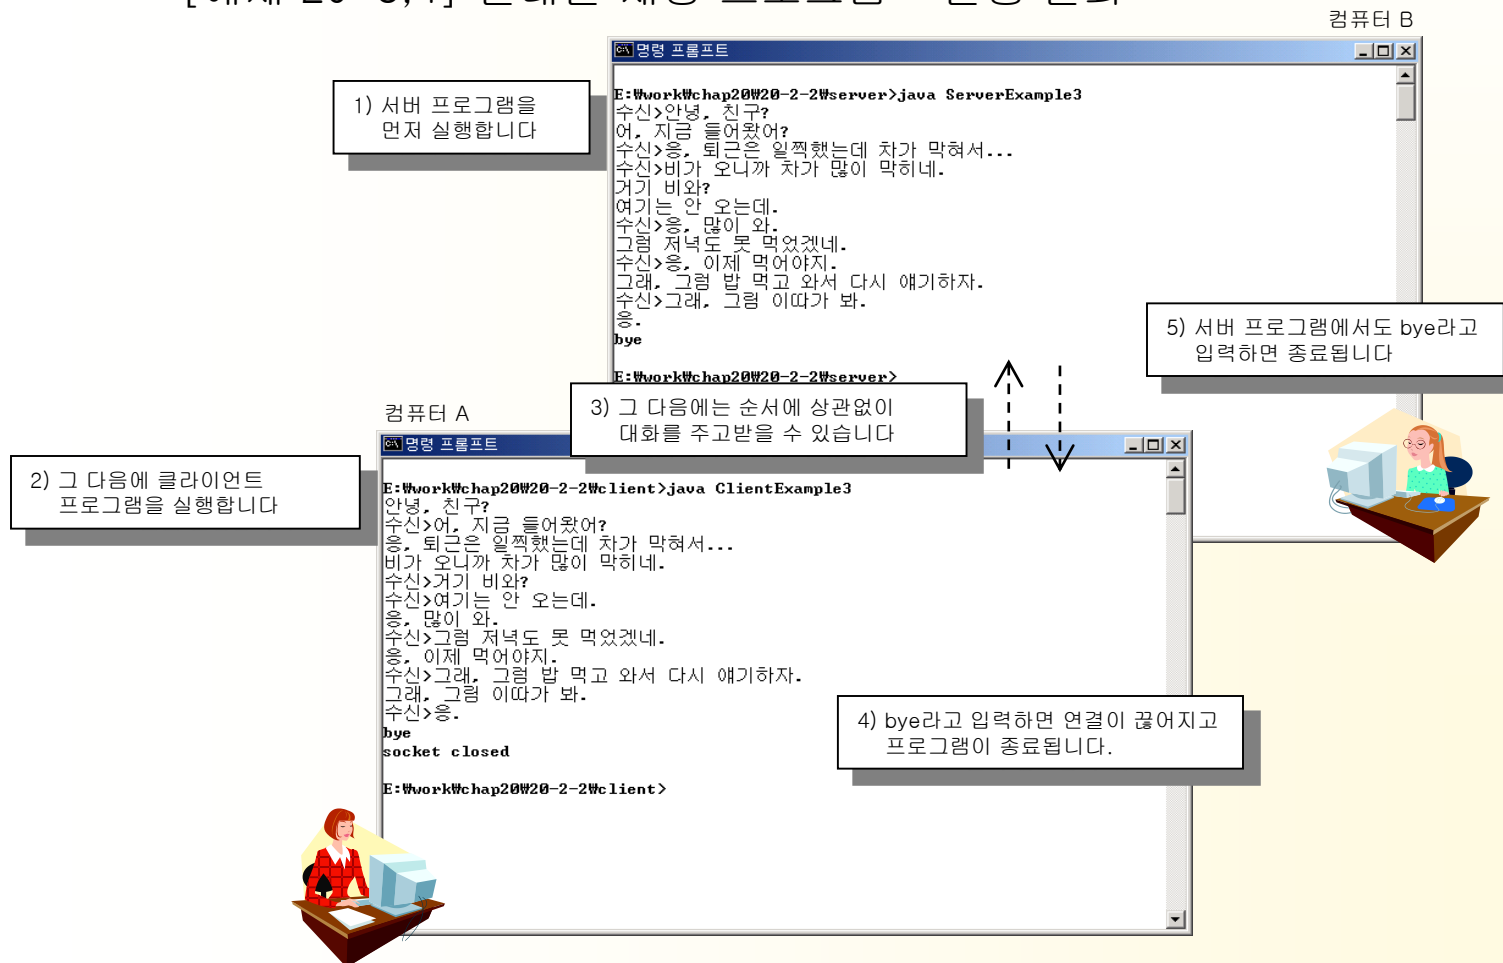 컴퓨터 B
명령 프롬프트
1) 서버 프로그램을
먼저 실행합니다
E:₩work₩chap20₩20-2-2₩server>java ServerExample3
수신>안녕, 친구?
어, 지금 들어왔어?
수신>응, 퇴근은 일찍했는데 차가 막혀서...
수신>비가 오니까 차가 많이 막히네.
거기 비와?
여기는 안 오는데.
수신>응, 많이 와.
그럼 저녁도 못 먹었겠네.
수신>응, 이제 먹어야지.
그래, 그럼 밥 먹고 와서 다시 얘기하자.
수신>그래, 그럼 이따가 봐.
응.
bye
E:₩work₩chap20₩20-2-2₩server>
5) 서버 프로그램에서도 bye라고
입력하면 종료됩니다
3) 그 다음에는 순서에 상관없이
대화를 주고받을 수 있습니다
컴퓨터 A
명령 프롬프트
2) 그 다음에 클라이언트
프로그램을 실행합니다
E:₩work₩chap20₩20-2-2₩client>java ClientExample3
안녕, 친구?
수신>어, 지금 들어왔어?
응, 퇴근은 일찍했는데 차가 막혀서...
비가 오니까 차가 많이 막히네.
수신>거기 비와?
수신>여기는 안 오는데.
응, 많이 와.
수신>그럼 저녁도 못 먹었겠네.
응, 이제 먹어야지.
수신>그래, 그럼 밥 먹고 와서 다시 얘기하자.
그래, 그럼 이따가 봐.
수신>응.
bye
socket closed
E:₩work₩chap20₩20-2-2₩client>
4) bye라고 입력하면 연결이 끊어지고
프로그램이 종료됩니다.